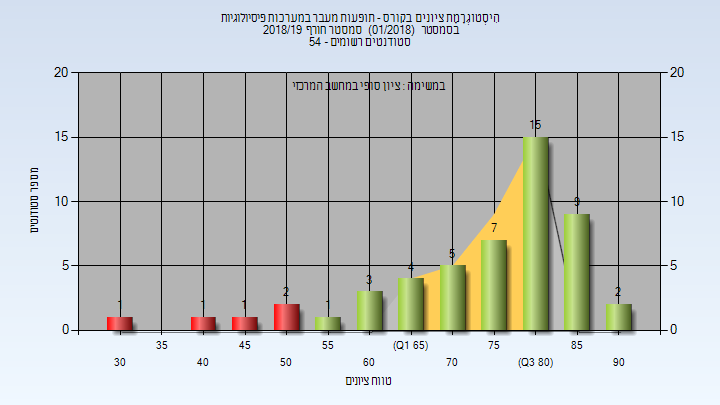 היסטוגרמת ציונים בקורס - תופעות מעבר במערכות פיסיולוגיות
בסמסטר (01/2018) סמסטר חורף 2018/19
סטודנטים רשומים - 54
במשימה : ציון סופי במחשב המרכזי
מספר סטודנטים
20 20
15 15
10 10
5 5
0 0
1 1 1 2 1 3 4 5 7 15 9 2
30 35 40 45 50 55 60 (Q1 65) 70 75 (Q3 80) 85 90
טווח ציונים